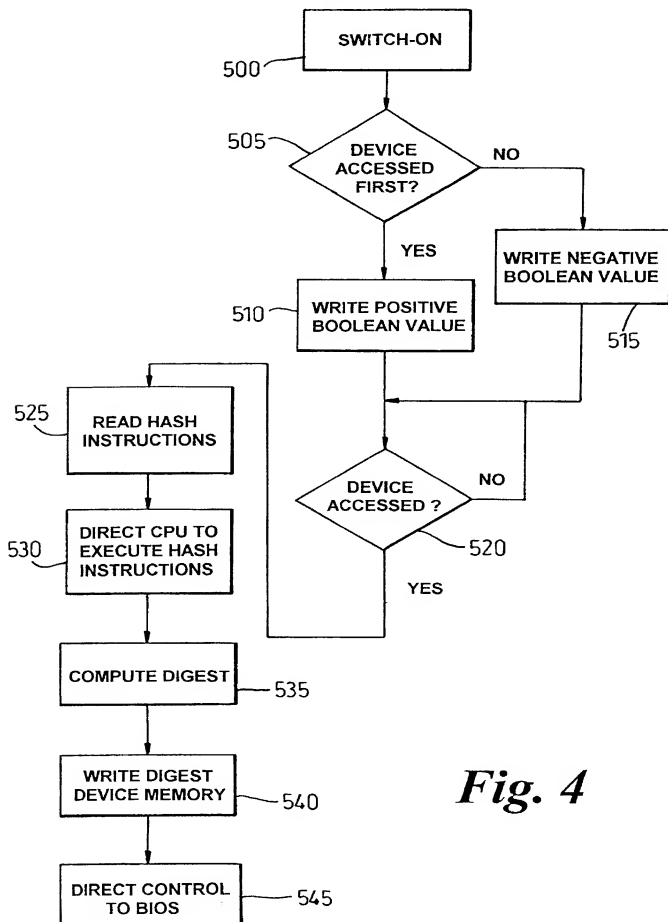 SWITCH-ON
500
505
DEVICE
ACCESSED
FIRST?
NO
YES
WRITE NEGATIVE
BOOLEAN VALUE
515
510
WRITE POSITIVE
BOOLEAN VALUE
525
READ HASH
INSTRUCTIONS
DEVICE
ACCESSED ?
NO
520
YES
530
DIRECT CPU TO
EXECUTE HASH
INSTRUCTIONS
COMPUTE DIGEST
535
WRITE DIGEST
DEVICE MEMORY
540
Fig. 4
DIRECT CONTROL
TO BIOS
545